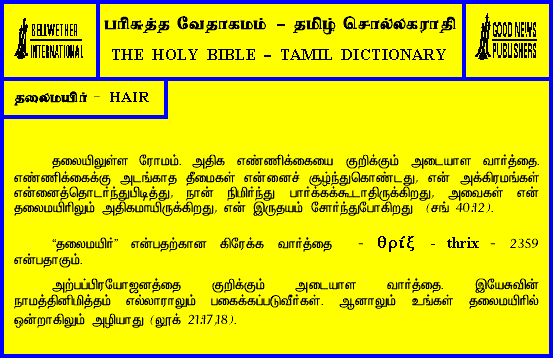 BELLWETHER
INTERNATIONAL
பரிசுத்த வேதாகமம் – தமிழ் சொல்லகராதி
THE HOLY BIBLE – TAMIL DICTIONARY
GOOD NEWS
PUBLISHERS
தலைமயிர் – HAIR
தலையிலுள்ள ரோமம். அதிக எண்ணிக்கையை குறிக்கும் அடையாள வார்த்தை.
எண்ணிக்கைக்கு அடங்காத தீமைகள் என்னைச் சூழ்ந்துகொண்டது, என் அக்கிரமங்கள்
என்னைத்தொடர்ந்துபிடித்து, நான் நிமிர்ந்து பார்க்கக்கூடாதிருக்கிறது, அவைகள் என்
தலைமயிரிலும் அதிகமாயிருக்கிறது, என் இருதயம் சோர்ந்துபோகிறது (சங் 40:12).
“தலைமயிர்” என்பதற்கான கிரேக்க வார்த்தை - θρίξ - thrix - 2359
என்பதாகும்.
அற்பப்பிரயோஜனத்தை குறிக்கும் அடையாள வார்த்தை. இயேசுவின்
நாமத்தினிமித்தம் எல்லாராலும் பகைக்கப்படுவீர்கள். ஆனாலும் உங்கள் தலைமயிரில்
ஒன்றாகிலும் அழியாது (லூக் 21:17,18).